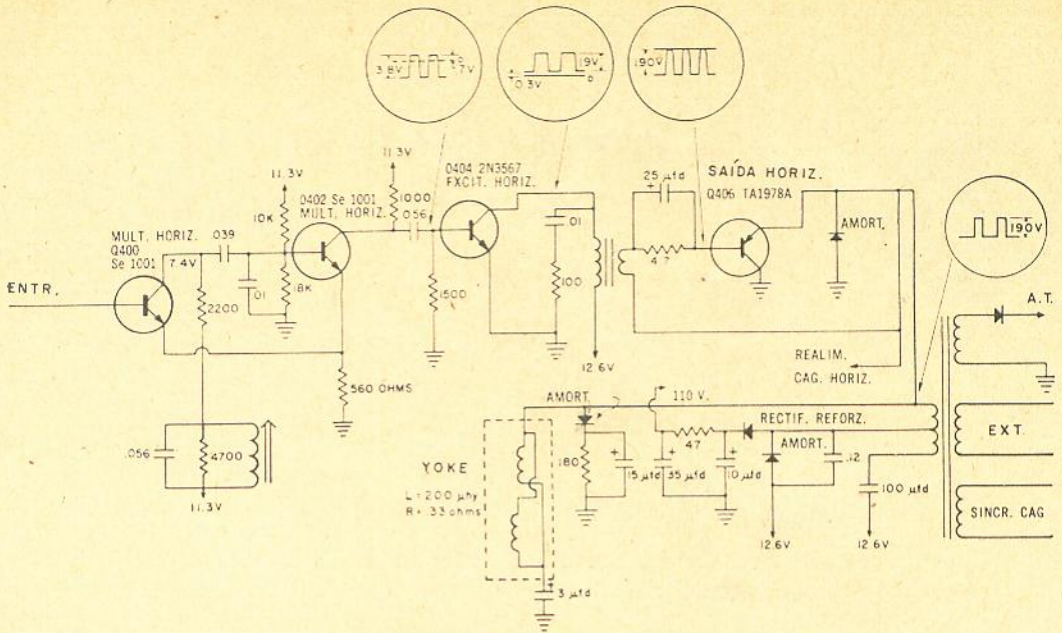 3.8V
0
.7V
0.3V
19V
0
190V
11.3V
11.3V
0404 2N3567
EXCIT. HORIZ.
25 µfd
+
SAÍDA HORIZ.
Q406 TA1978A
0402 Se 1001
MULT. HORIZ.
1000
.056
10K
MULT. HORIZ.
Q400
Se 1001
.039
7.4V
.01
AMORT.
190V
ENTR.
.01
18K
1500
100
4.7
2200
A.T.
12.6V
REALIM.
CAG. HORIZ.
560 OHMS
AMORT.
110 V.
RECTIF. REFORZ.
EXT.
.056
4700
YOKE
L = 200 µhy
R = .33 ohms
180
+
15 µfd
+
35 µfd
47
+
10 µfd
AMORT.
.12
100 µfd
SINCR. CAG
11.3V
12.6V
12.6V
3 µfd